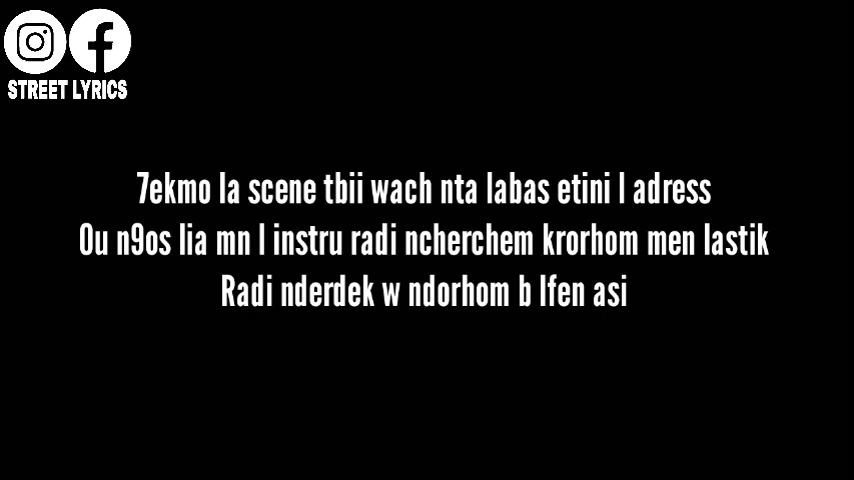 STREET LYRICS
7ekmo la scene tbii wach nta labas etini l adress
Ou n9os lia mn l instru radi ncherchem krorhom men lastik
Radi nderdek w ndorhom b lfen asi